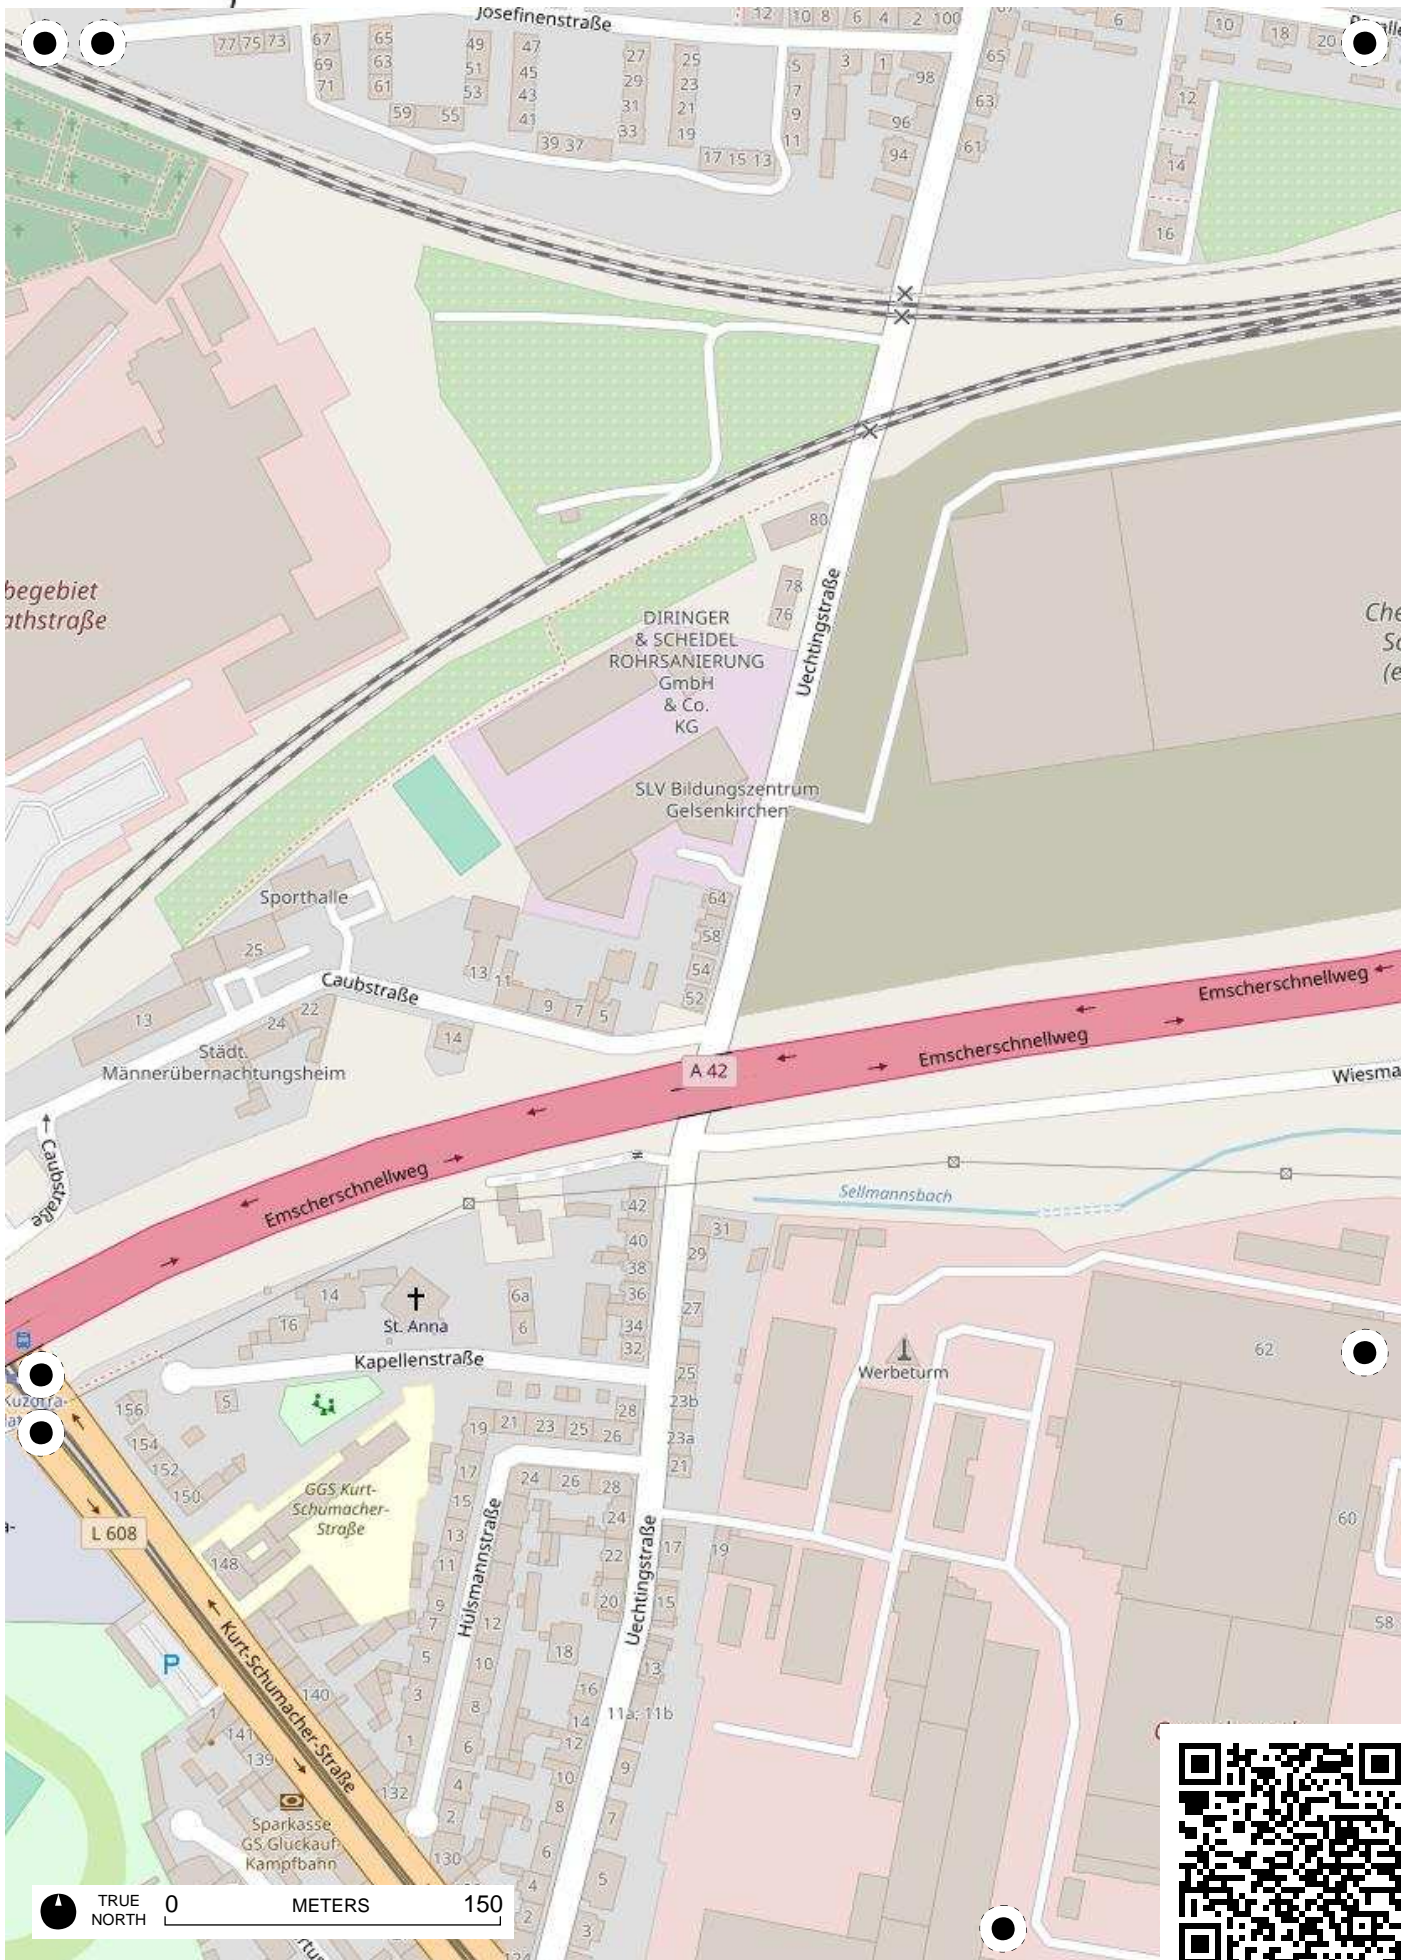 Josefinenstraße
12 10 8 6 4 2 100
6
10 18 20
77 75 73
67
69
71
65
63
61
59 55
49
51
53
47
45
43
41
39 37
27
29
31
33
25
23
21
19
17 15 13
5
7
9
11
3
1
98
96
94
65
63
61
12
14
16
80
78
76
begebiet
athstraße
DIRINGER
& SCHEIDEL
ROHRSANIERUNG
GmbH
& Co.
KG
Uechtingstraße
Che
Sc
(e
SLV Bildungszentrum
Gelsenkirchen
Sporthalle
25
64
58
54
52
13
11
9
7
5
Caubstraße
13
22
24
14
Städt.
Männerübernachtungsheim
Emscherschnellweg
Emscherschnellweg
A 42
Wiesma
Caubstraße
Emscherschnellweg
Sellmannsbach
42
40
38
36
34
32
31
29
27
25
23b
23a
21
14
16
St. Anna
6a
6
Kapellenstraße
Werbeturm
62
60
58
Kuzorra-
156
154
152
150
148
5
GGS Kurt-
Schumacher-
Straße
19 21 23 25 26 28
17
15
13
11
9
7
5
3
1
24 26 28
24
22
20
18
16
14
12
10
8
6
4
2
Hülsmannstraße
12
10
8
6
4
2
Uechtingstraße
17
19
15
13
11a; 11b
9
7
5
3
L 608
Kurt-Schumacher-Straße
P
140
1
141
139
132
130
Sparkasse
GS Glückauf-
Kampfbahn
TRUE
NORTH
0 METERS 150